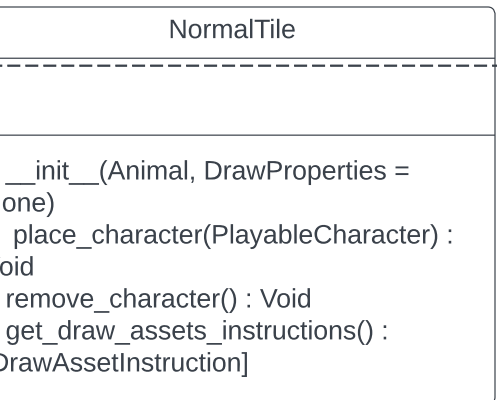 NormalTile
__init__(Animal, DrawProperties =
one)
place_character(PlayableCharacter) :
oid
remove_character() : Void
get_draw_assets_instructions() :
DrawAssetInstruction]